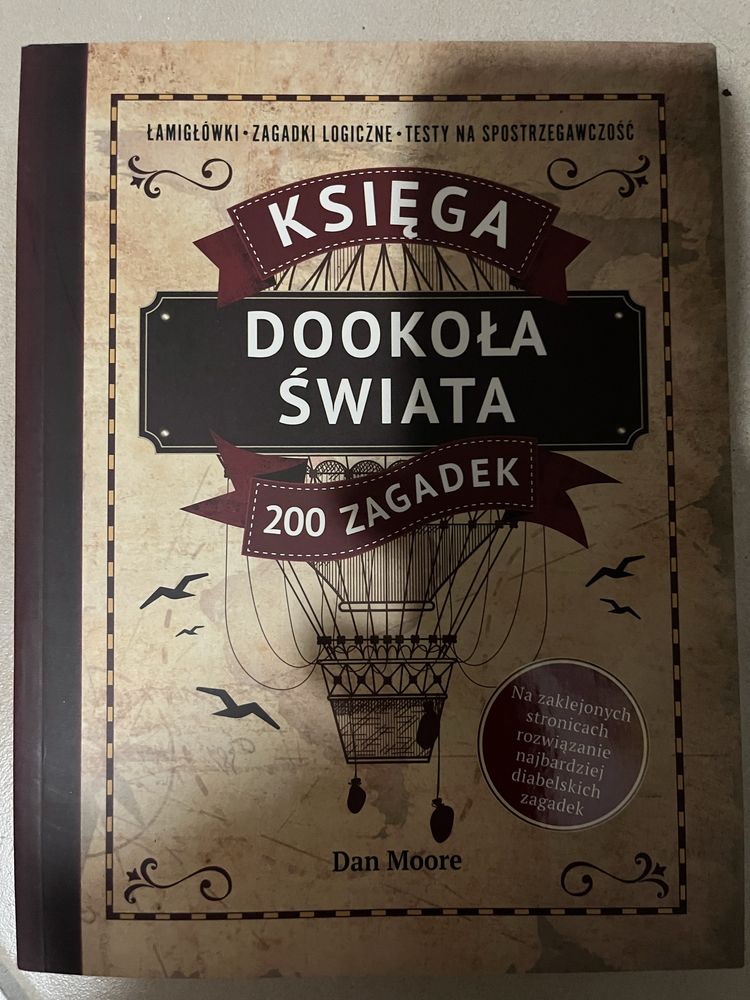 ŁAMIGŁÓWKI • ZAGADKI LOGICZNE • TESTY NA SPOSTRZEGAWCZOŚĆ
KSIĘGA
DOOKOŁA
ŚWIATA
200 ZAGADEK
Na zaklejonych
stronicach
rozwiązanie
najbardziej
diabelskich
zagadek
Dan Moore